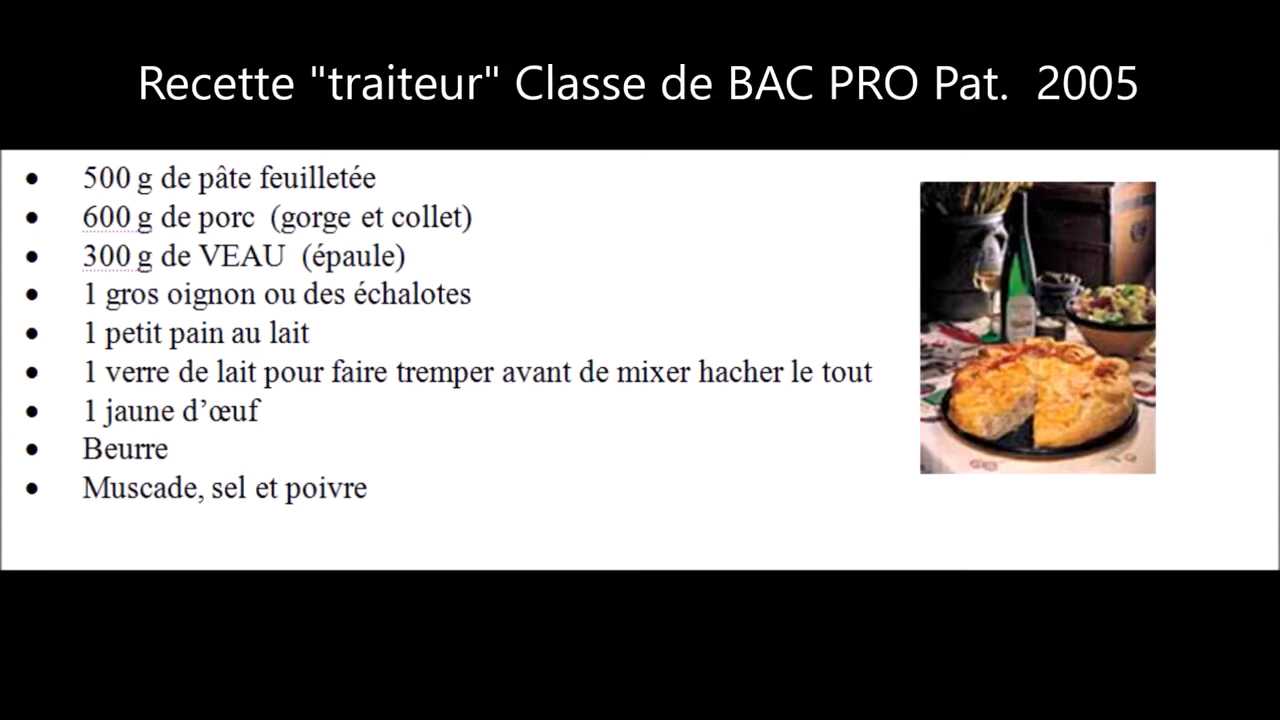 Recette "traiteur" Classe de BAC PRO Pat. 2005
• 500 g de pâte feuilletée
• 600 g de porc (gorge et collet)
• 300 g de VEAU (épaule)
• 1 gros oignon ou des échalotes
• 1 petit pain au lait
• 1 verre de lait pour faire tremper avant de mixer hacher le tout
• 1 jaune d’œuf
• Beurre
• Muscade, sel et poivre